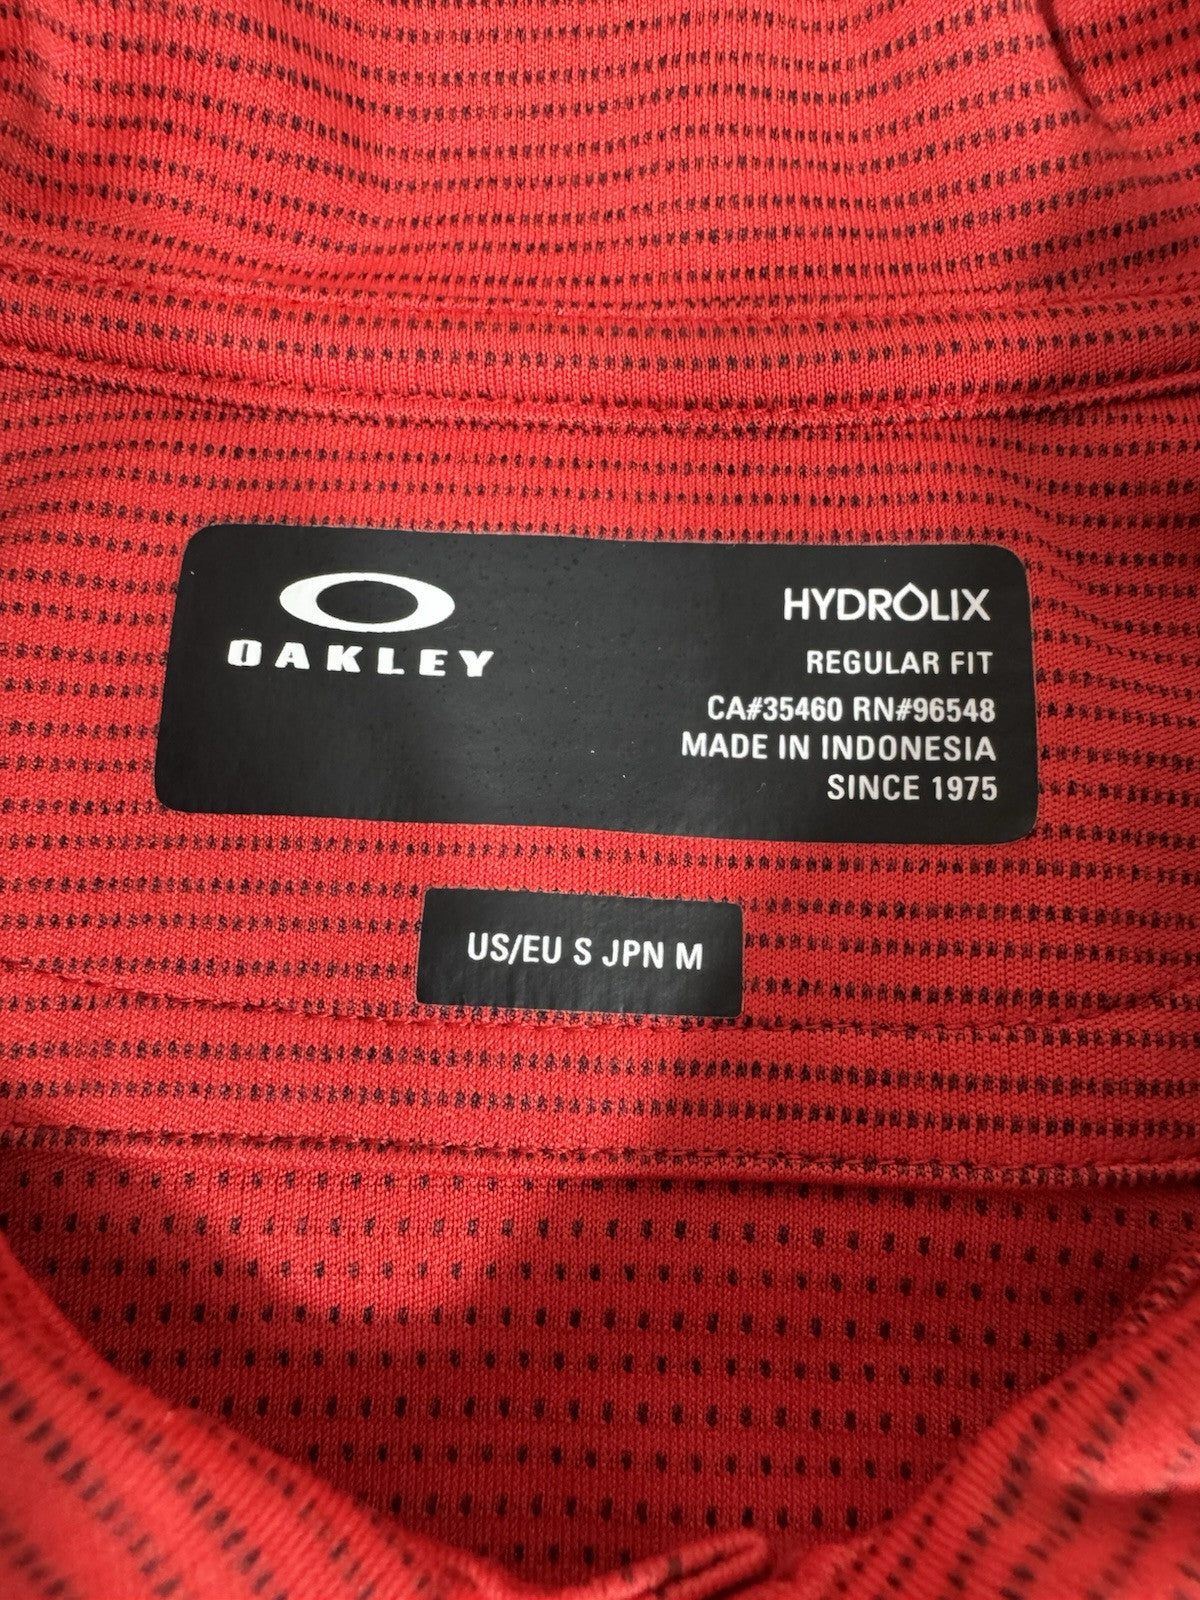 OAKLEY
HYDROLIX
REGULAR FIT
CA#35460 RN#96548
MADE IN INDONESIA
SINCE 1975
US/EU S JPN M